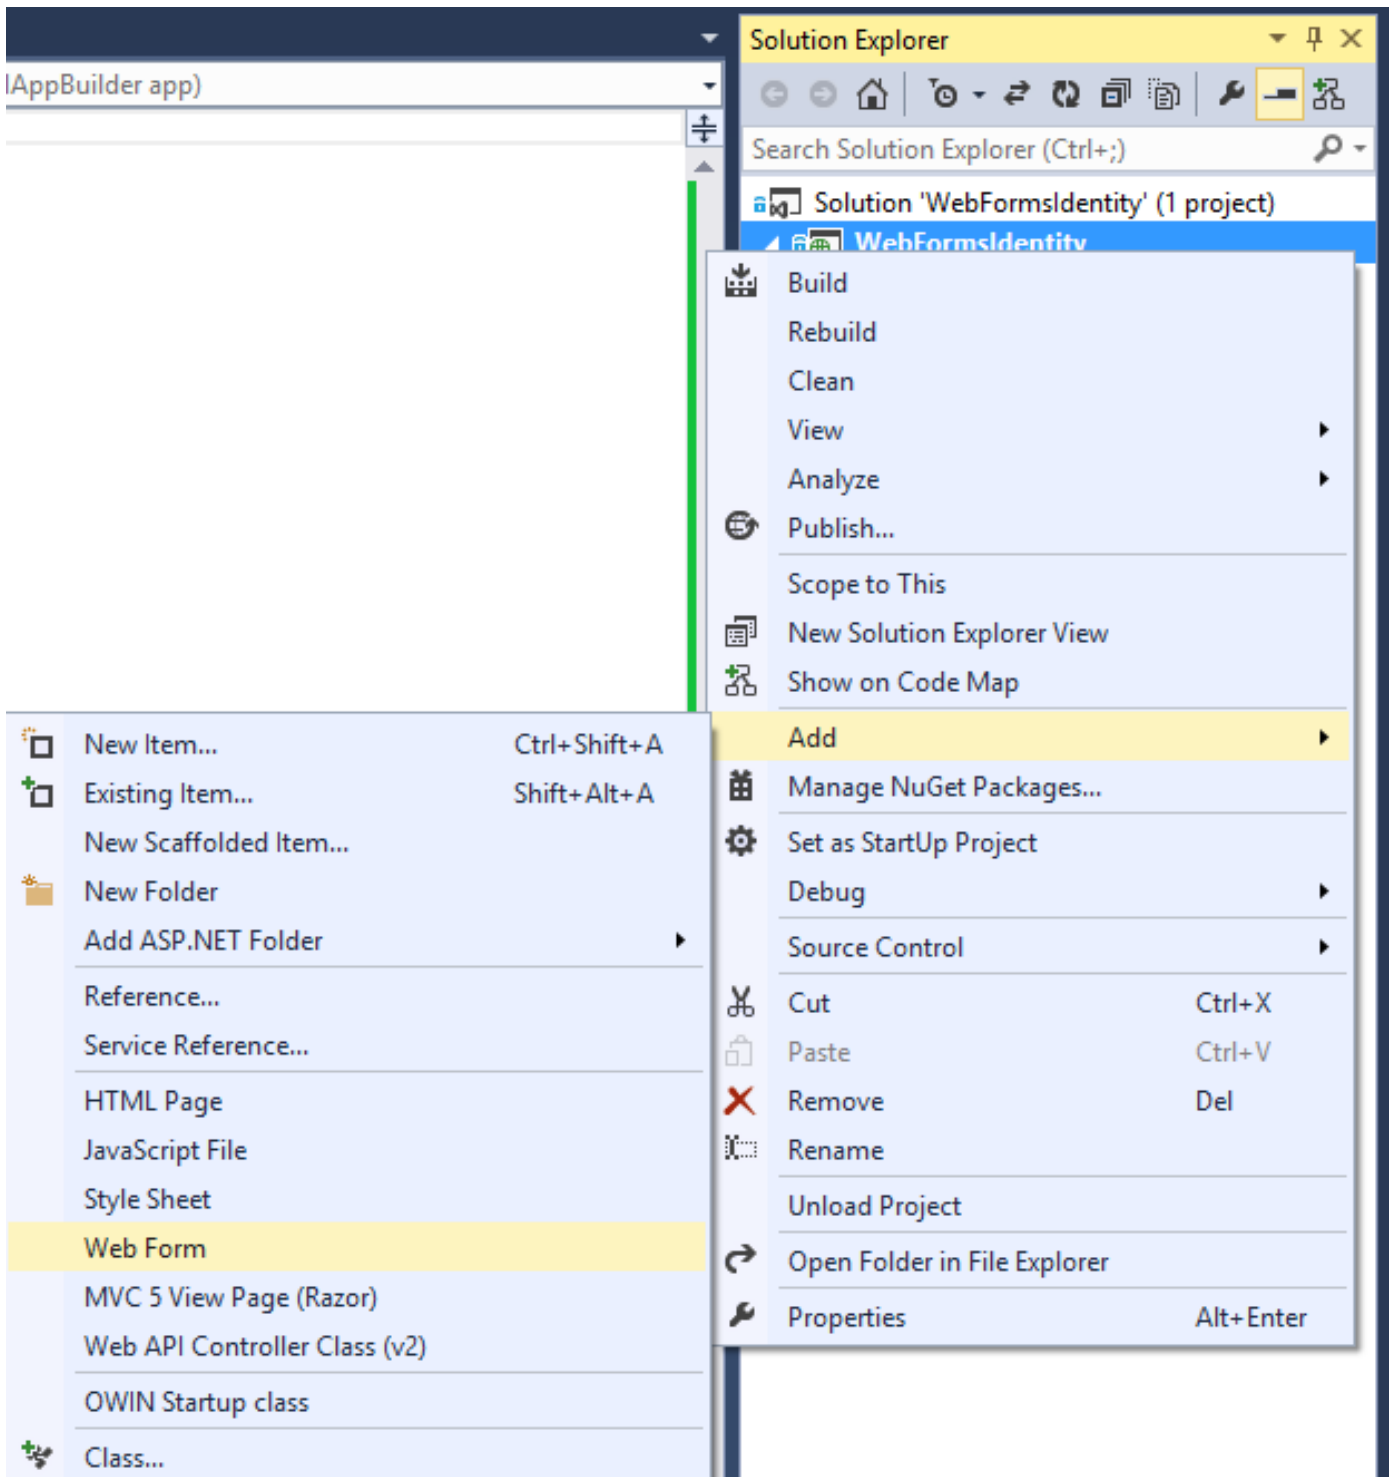 IAppBuilder app)
Solution Explorer
Search Solution Explorer (Ctrl+;)
Solution 'WebFormsIdentity' (1 project)
WebFormsIdentity
Build
Rebuild
Clean
View
Analyze
Publish...
Scope to This
New Solution Explorer View
Show on Code Map
Add
Manage NuGet Packages...
Set as StartUp Project
Debug
Source Control
Cut Ctrl+X
Paste Ctrl+V
Remove Del
Rename
Unload Project
Open Folder in File Explorer
Properties Alt+Enter
New Item... Ctrl+Shift+A
Existing Item... Shift+Alt+A
New Scaffolded Item...
New Folder
Add ASP.NET Folder
Reference...
Service Reference...
HTML Page
JavaScript File
Style Sheet
Web Form
MVC 5 View Page (Razor)
Web API Controller Class (v2)
OWIN Startup class
Class...